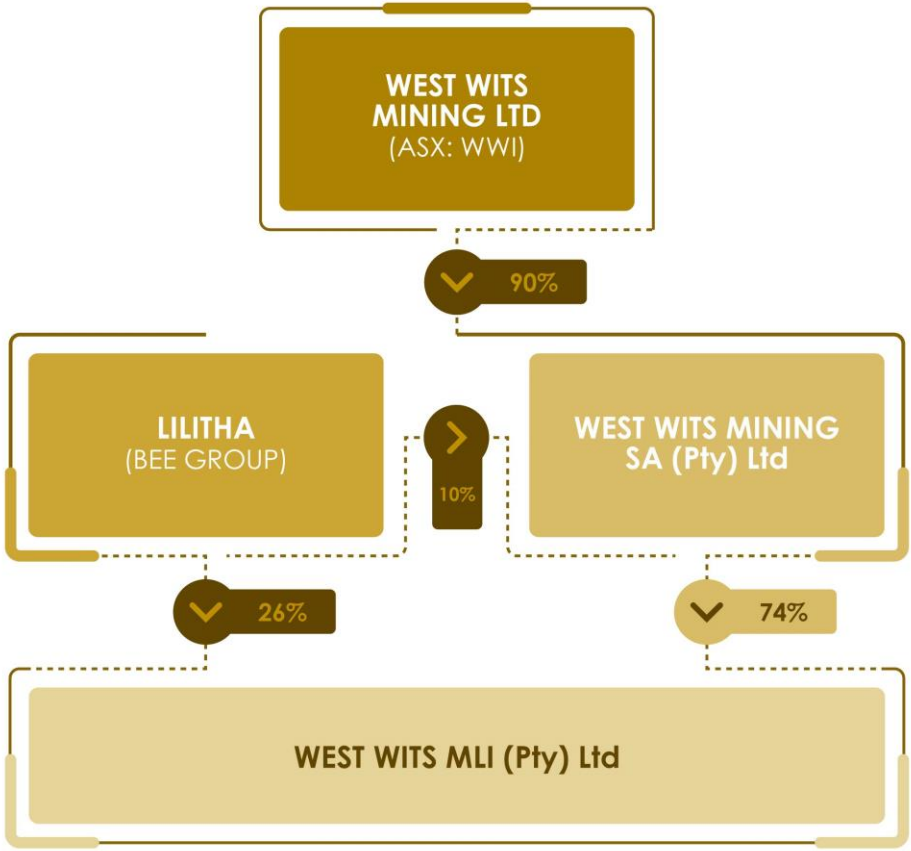 WEST WITS
MINING LTD
(ASX: WWI)
90%
LILITHA
(BEE GROUP)
10%
WEST WITS MINING
SA (Pty) Ltd
26%
74%
WEST WITS MLI (Pty) Ltd